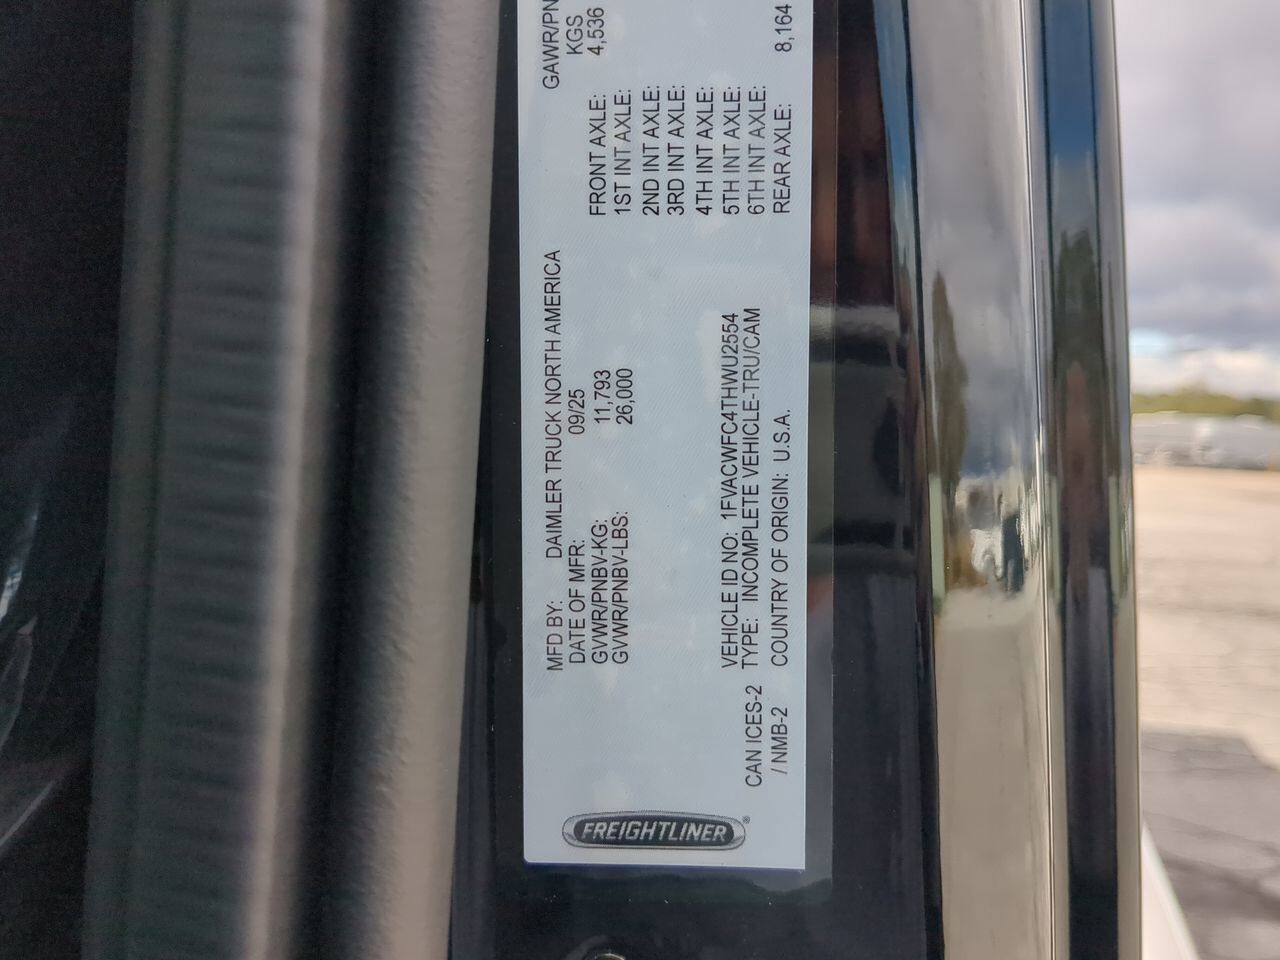 FREIGHTLINER®
MFD BY: DAIMLER TRUCK NORTH AMERICA
DATE OF MFR: 09/25
GVWR/PNBV-KG: 11,793
GVWR/PNBV-LBS: 26,000
CAN ICES-2
/ NMB-2
VEHICLE ID NO: 1FVACWFC4THWU2554
TYPE: INCOMPLETE VEHICLE-TRU/CAM
COUNTRY OF ORIGIN: U.S.A.
GAWR/PN
KGS
FRONT AXLE: 4,536
1ST INT AXLE:
2ND INT AXLE:
3RD INT AXLE:
4TH INT AXLE:
5TH INT AXLE:
6TH INT AXLE:
REAR AXLE: 8,164